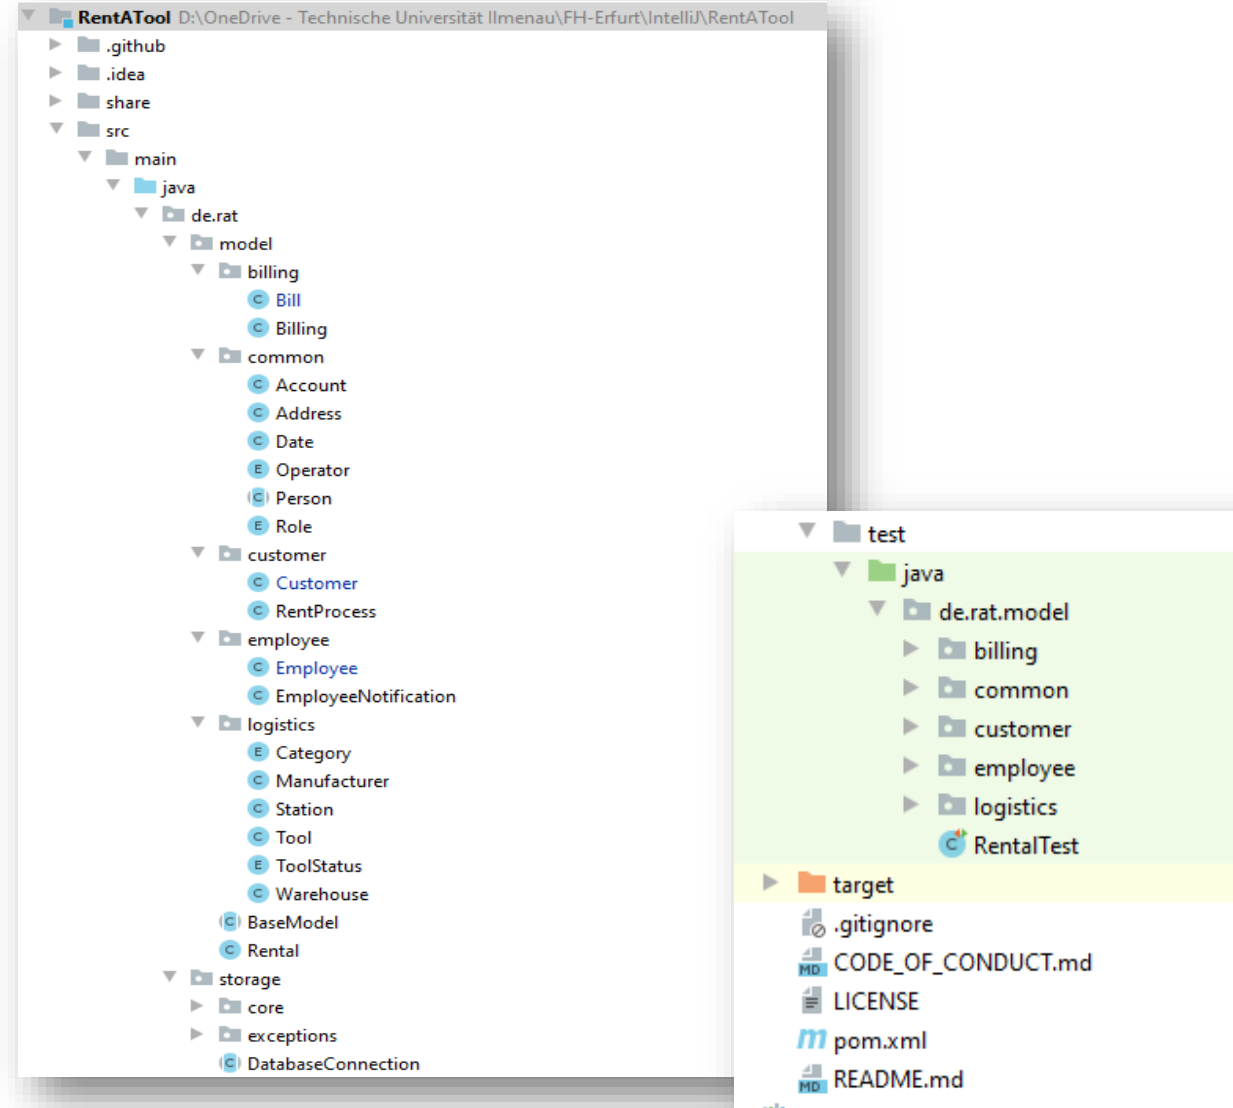 RentATool D:\OneDrive - Technische Universität Ilmenau\FH-Erfurt\IntelliJ\RentATool
.github
.idea
share
src
main
java
de.rat
model
billing
C Bill
C Billing
common
C Account
C Address
C Date
E Operator
C Person
E Role
customer
C Customer
C RentProcess
employee
C Employee
C EmployeeNotification
logistics
E Category
C Manufacturer
C Station
C Tool
E ToolStatus
C Warehouse
C BaseModel
C Rental
storage
core
exceptions
C DatabaseConnection
test
java
de.rat.model
billing
common
customer
employee
logistics
C RentalTest
target
.gitignore
MD CODE_OF_CONDUCT.md
LICENSE
m pom.xml
MD README.md